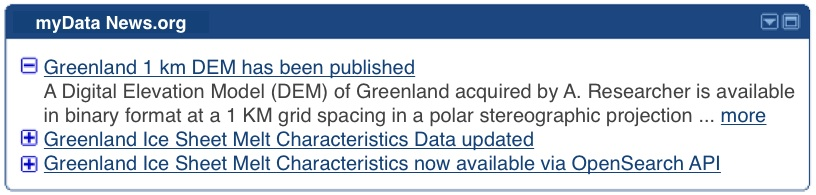 myData News.org
Greenland 1 km DEM has been published
A Digital Elevation Model (DEM) of Greenland acquired by A. Researcher is available
in binary format at a 1 KM grid spacing in a polar stereographic projection ... more
Greenland Ice Sheet Melt Characteristics Data updated
Greenland Ice Sheet Melt Characteristics now available via OpenSearch API